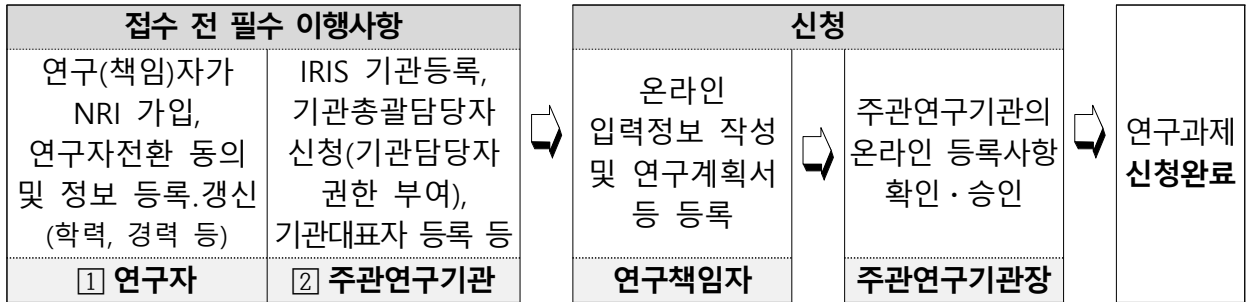 접수 전 필수 이행사항
연구(책임)자가
NRI 가입,
연구자전환 동의
및 정보 등록.갱신
(학력, 경력 등)
1 연구자
IRIS 기관등록,
기관총괄담당자
신청(기관담당자
권한 부여),
기관대표자 등록 등
2 주관연구기관
신청
온라인
입력정보 작성
및 연구계획서
등 등록
연구책임자
주관연구기관의
온라인 등록사항
확인・승인
주관연구기관장
연구과제
신청완료